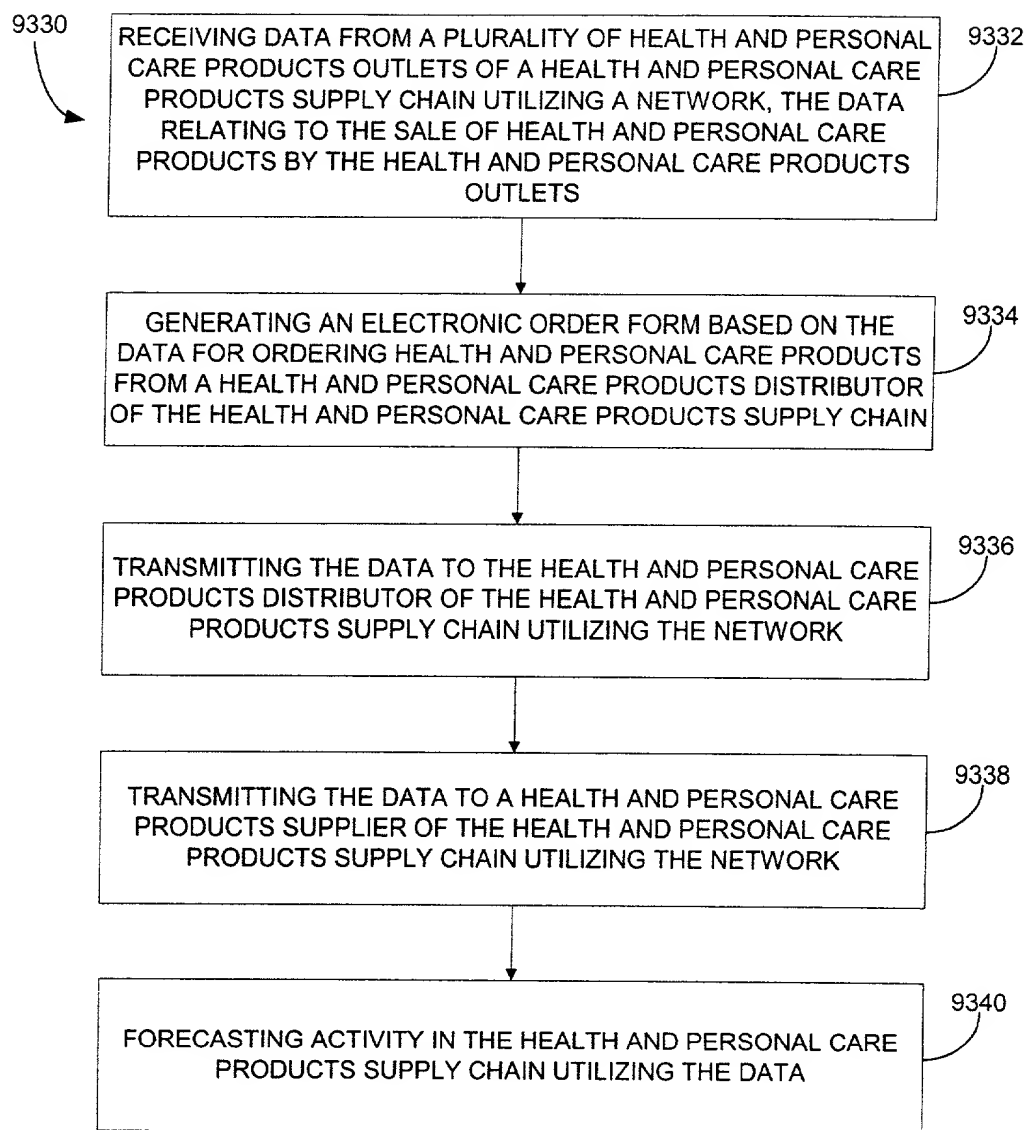 9330
RECEIVING DATA FROM A PLURALITY OF HEALTH AND PERSONAL
CARE PRODUCTS OUTLETS OF A HEALTH AND PERSONAL CARE
PRODUCTS SUPPLY CHAIN UTILIZING A NETWORK, THE DATA
RELATING TO THE SALE OF HEALTH AND PERSONAL CARE
PRODUCTS BY THE HEALTH AND PERSONAL CARE PRODUCTS
OUTLETS
9332
GENERATING AN ELECTRONIC ORDER FORM BASED ON THE
DATA FOR ORDERING HEALTH AND PERSONAL CARE PRODUCTS
FROM A HEALTH AND PERSONAL CARE PRODUCTS DISTRIBUTOR
OF THE HEALTH AND PERSONAL CARE PRODUCTS SUPPLY CHAIN
9334
TRANSMITTING THE DATA TO THE HEALTH AND PERSONAL CARE
PRODUCTS DISTRIBUTOR OF THE HEALTH AND PERSONAL CARE
PRODUCTS SUPPLY CHAIN UTILIZING THE NETWORK
9336
TRANSMITTING THE DATA TO A HEALTH AND PERSONAL CARE
PRODUCTS SUPPLIER OF THE HEALTH AND PERSONAL CARE
PRODUCTS SUPPLY CHAIN UTILIZING THE NETWORK
9338
FORECASTING ACTIVITY IN THE HEALTH AND PERSONAL CARE
PRODUCTS SUPPLY CHAIN UTILIZING THE DATA
9340